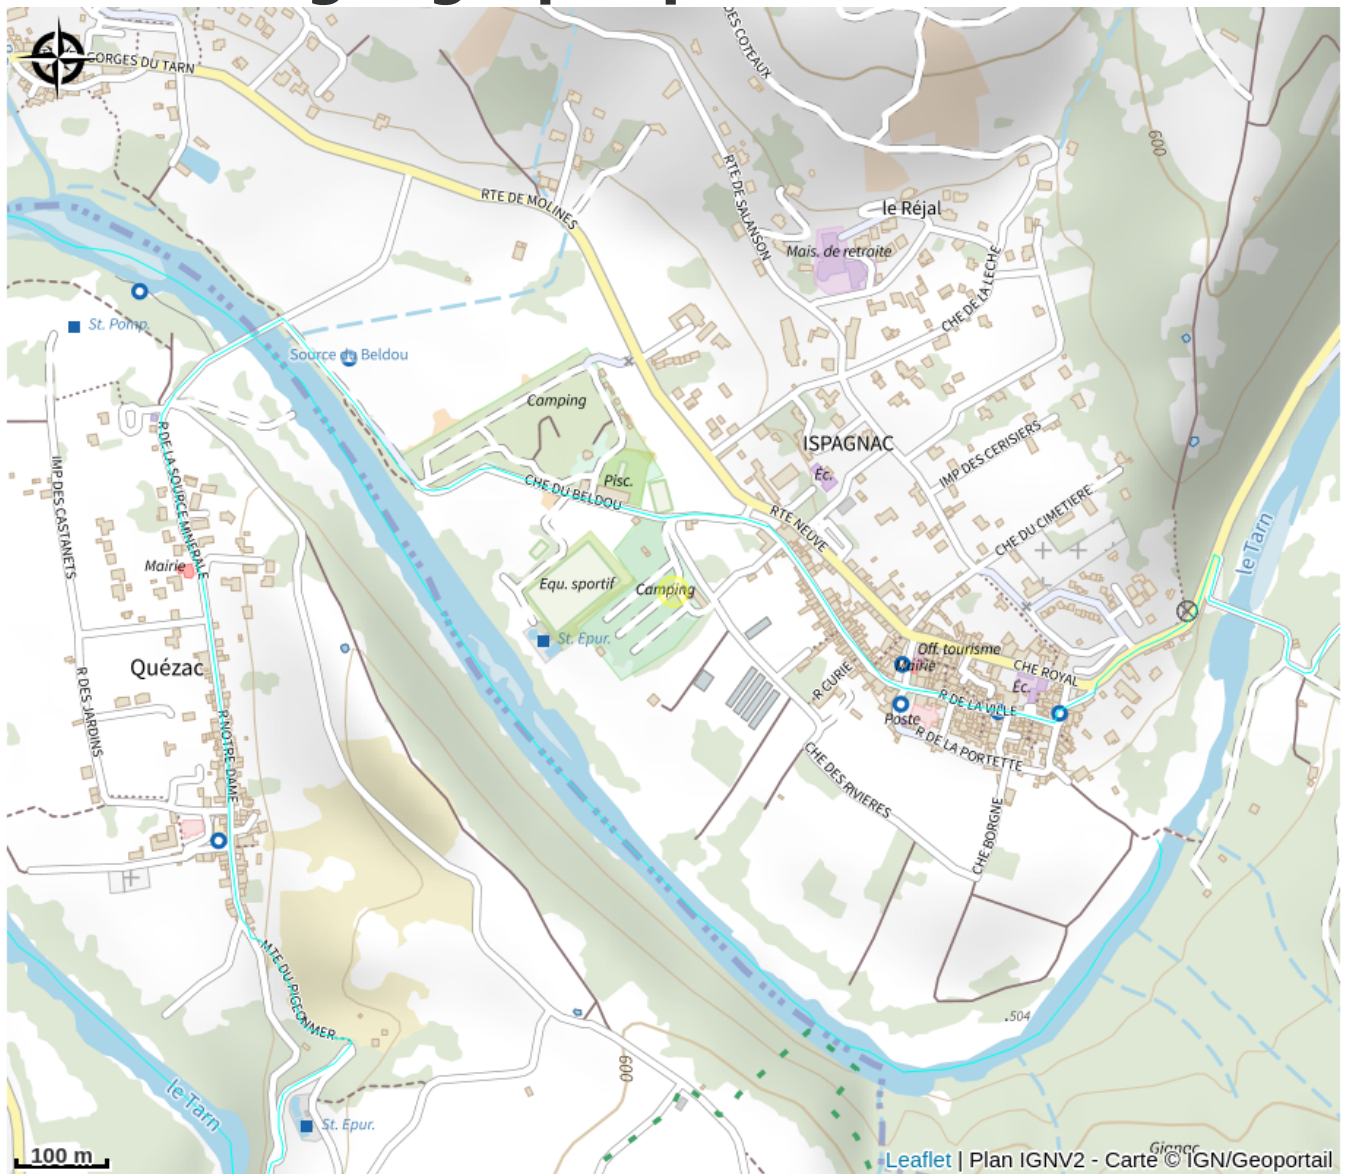 DES COTEAUX
GORGES DU TARN
600
RTE DE MOLINES
RTE DE SALANSON
le Réjal
Mais. de retraite
CHE DE LA LECHE
St. Pomp.
Source du Beldou
Camping
ISPAGNAC
Éc.
IMP DES CERISIERS
Pisc.
CHE DU BELDOU
RTE NEUVE
CHE DU CIMETIERE
le Tarn
R DE LA SOURCE MINERALE
IMP DES CASTANETS
Mairie
Equ. sportif
Camping
St. Epur.
Off. tourisme
Mairie
CHE ROYAL
Éc.
Quézac
R DES JARDINS
R NOTRE-DAME
R CURIE
R DE LA VILLE
Poste
R DE LA PORTETTE
CHE DES RIVIERES
CHE BORGNE
MTE DU PIGEONNIER
.504
600
le Tarn
St. Epur.
Gignac
100 m
Leaflet | Plan IGNV2 - Carte © IGN/Geoportail